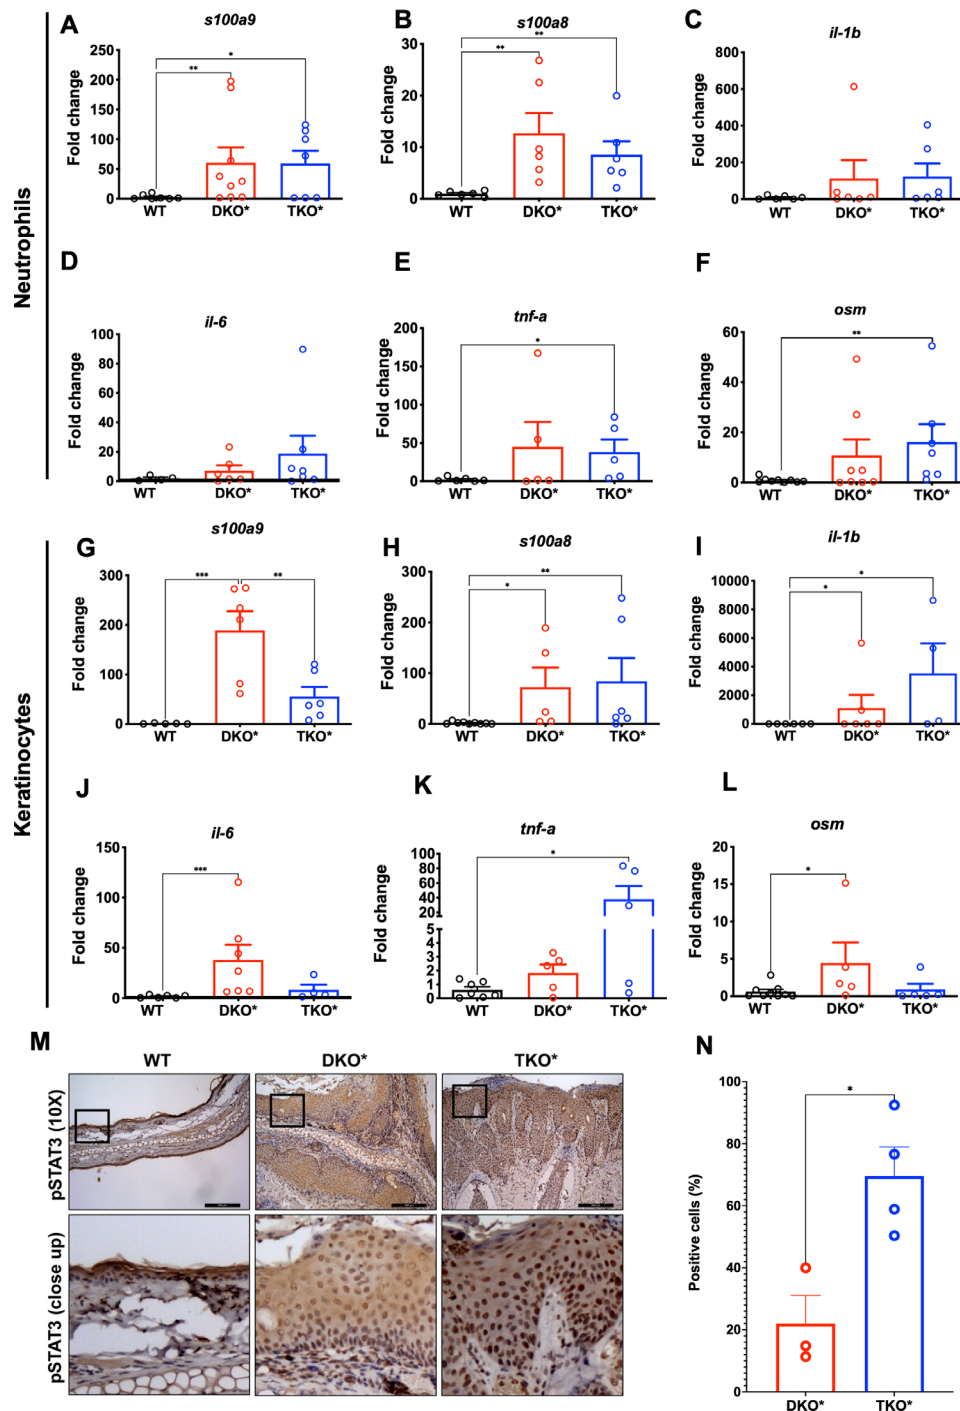 Neutrophils
A
s100a9
Fold change
250
200
150
100
50
0
*
**
WT DKO* TKO*
B
s100a8
Fold change
30
20
10
0
**
**
WT DKO* TKO*
C
il-1b
Fold change
800
600
400
200
0
WT DKO* TKO*
D
il-6
Fold change
100
80
60
40
20
0
WT DKO* TKO*
E
tnf-a
Fold change
200
150
100
50
0
*
WT DKO* TKO*
F
osm
Fold change
60
40
20
0
**
WT DKO* TKO*
Keratinocytes
G
s100a9
Fold change
300
200
100
0
***
**
WT DKO* TKO*
H
s100a8
Fold change
300
200
100
0
**
*
WT DKO* TKO*
I
il-1b
Fold change
10000
8000
6000
4000
2000
0
*
*
WT DKO* TKO*
J
il-6
Fold change
150
100
50
0
***
WT DKO* TKO*
K
tnf-a
Fold change
100
80
60
40
20
5
4
3
2
1
0
*
WT DKO* TKO*
L
osm
Fold change
20
15
10
5
0
*
WT DKO* TKO*
M
WT DKO* TKO*
pSTAT3 (10X)
pSTAT3 (close up)
N
Positive cells (%)
100
80
60
40
20
0
*
DKO* TKO*